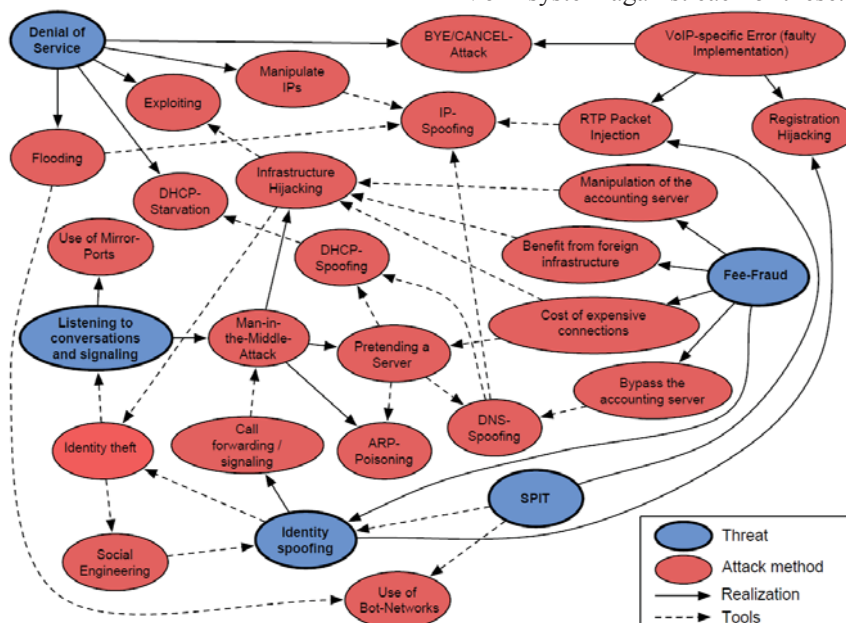 Denial of
Service
BYE/CANCEL-
Attack
VoIP-specific Error (faulty
Implementation)
Manipulate
IPs
Exploiting
IP-
Spoofing
RTP Packet
Injection
Registration
Hijacking
Flooding
Infrastructure
Hijacking
DHCP-
Starvation
Manipulation of the
accounting server
Use of Mirror-
Ports
DHCP-
Spoofing
Benefit from foreign
infrastructure
Fee-Fraud
Listening to
conversations
and signaling
Man-in
the-Middle-
Attack
Pretending a
Server
Cost of expensive
connections
Bypass the
accounting server
Identity theft
Call
forwarding /
signaling
ARP-
Poisoning
DNS-
Spoofing
SPIT
Identity
spoofing
Social
Engineering
Use of
Bot-Networks
Threat
Attack method
Realization
Tools